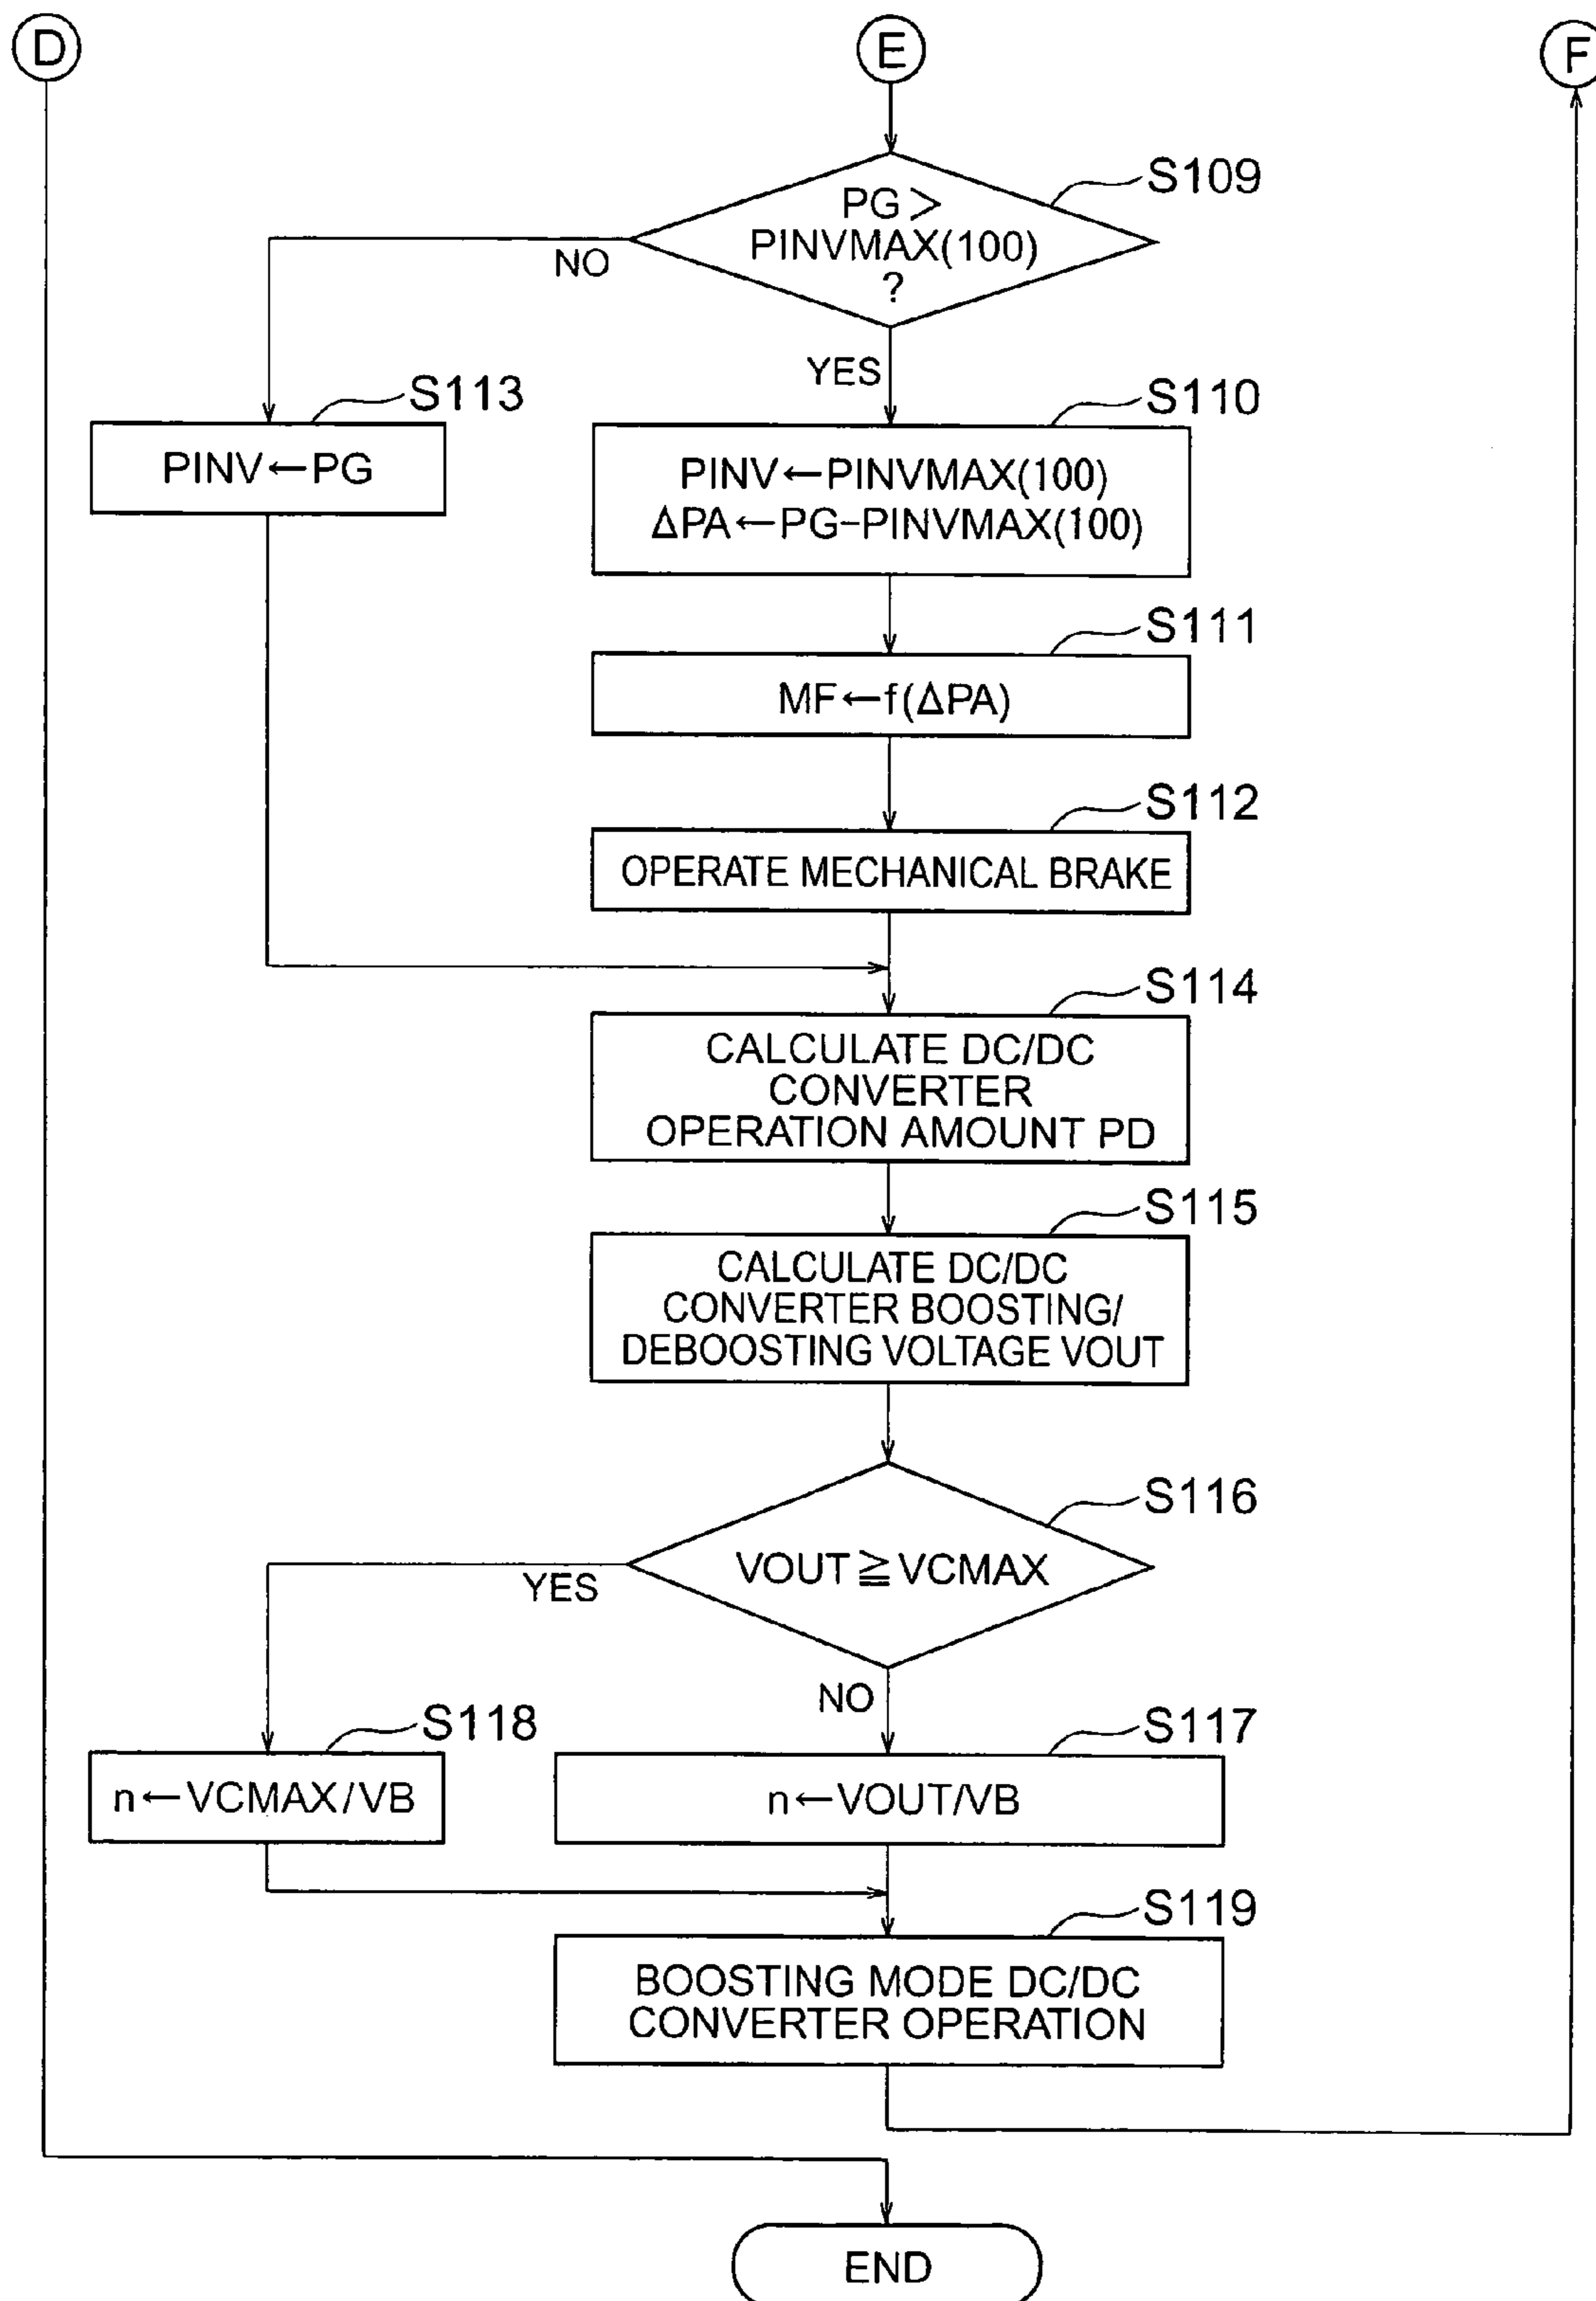 D
E
F
S109
PG >
PINVMAX(100)
?
NO
YES
S113
PINV←PG
S110
PINV←PINVMAX(100)
ΔPA←PG-PINVMAX(100)
S111
MF←f(ΔPA)
S112
OPERATE MECHANICAL BRAKE
S114
CALCULATE DC/DC
CONVERTER
OPERATION AMOUNT PD
S115
CALCULATE DC/DC
CONVERTER BOOSTING/
DEBOOSTING VOLTAGE VOUT
S116
VOUT≧VCMAX
YES
NO
S118
n←VCMAX/VB
S117
n←VOUT/VB
S119
BOOSTING MODE DC/DC
CONVERTER OPERATION
END